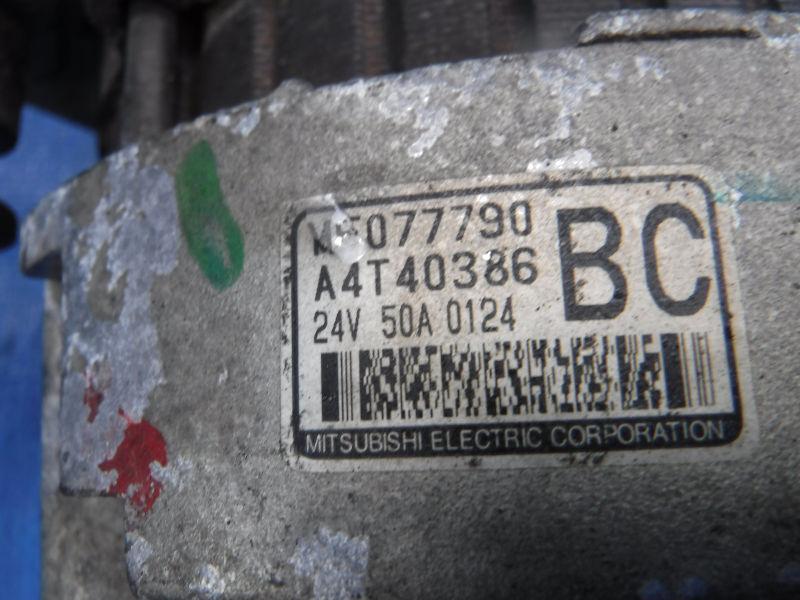 ME077790
A4T40386
BC
24V 50A 0124
MITSUBISHI ELECTRIC CORPORATION